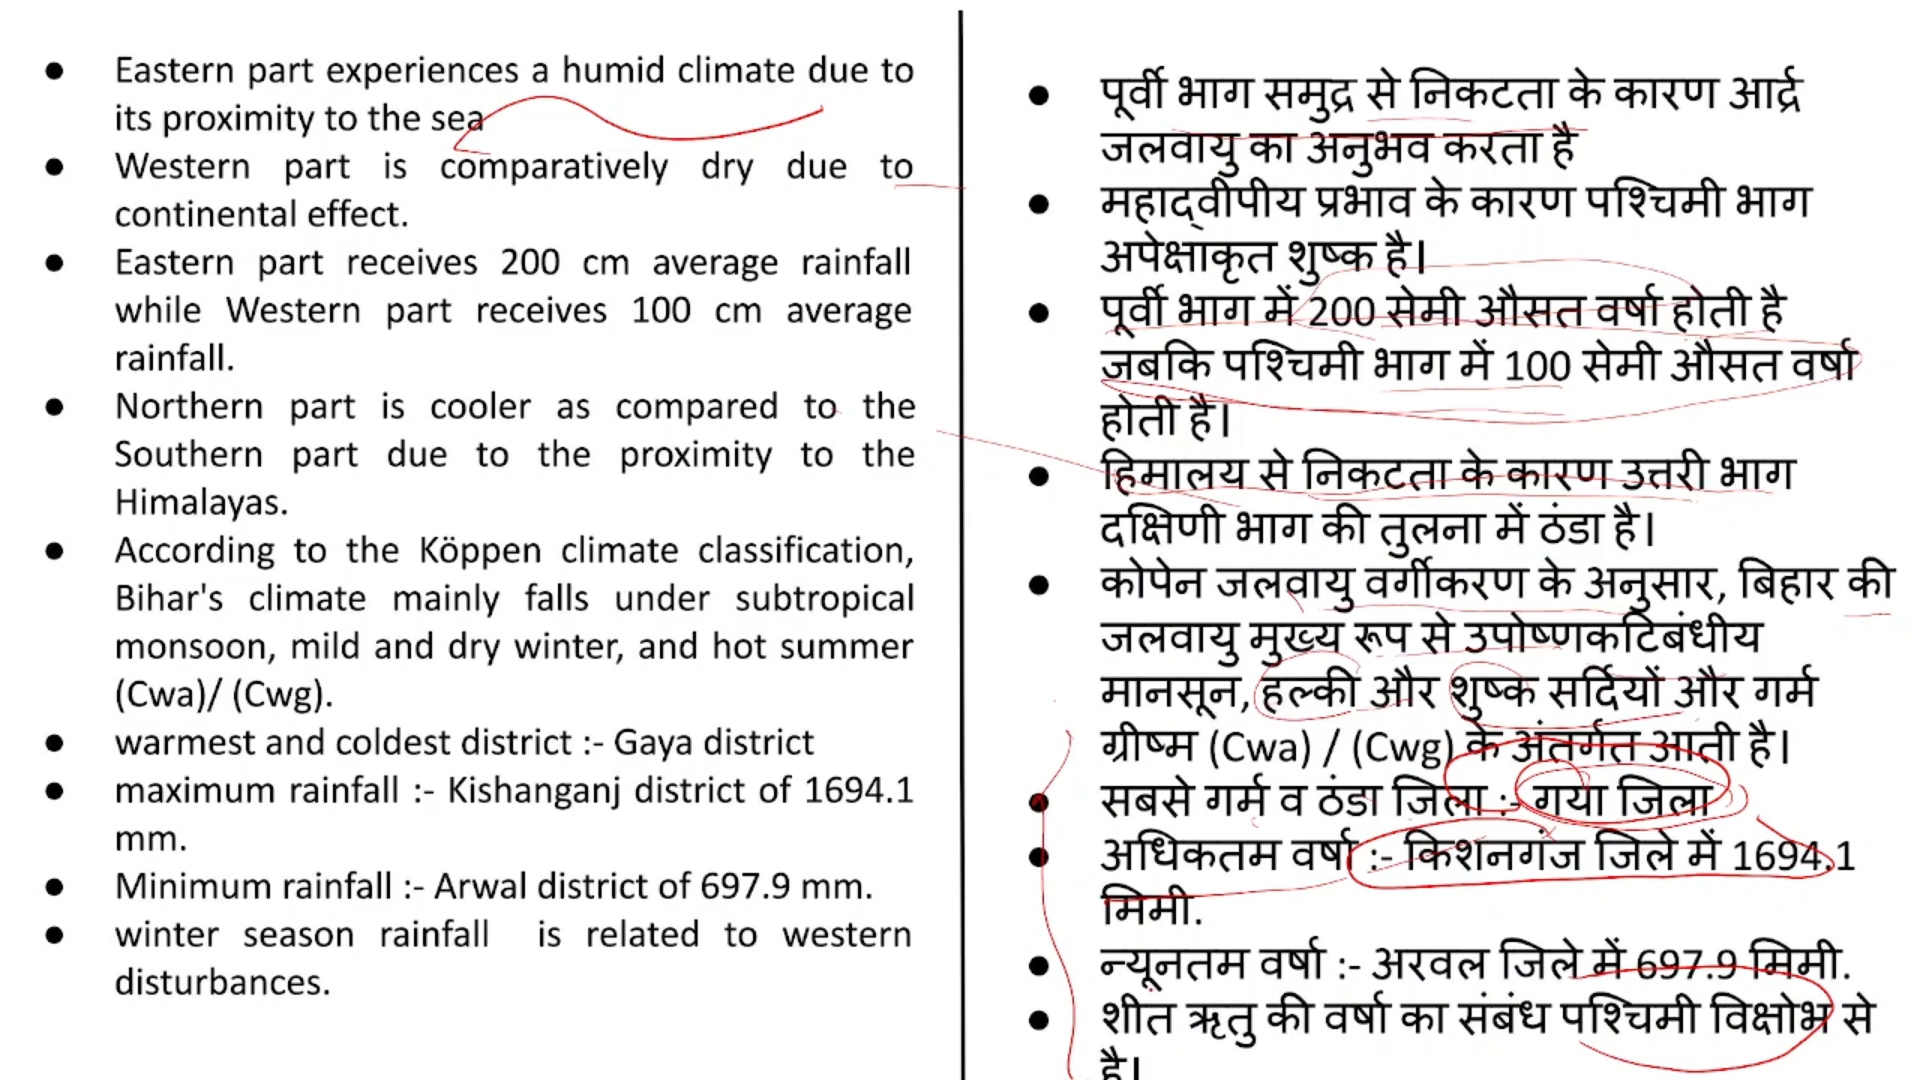 ● Eastern part experiences a humid climate due to
its proximity to the sea
● Western part is comparatively dry due to
continental effect.
● Eastern part receives 200 cm average rainfall
while Western part receives 100 cm average
rainfall.
● Northern part is cooler as compared to the
Southern part due to the proximity to the
Himalayas.
● According to the Köppen climate classification,
Bihar's climate mainly falls under subtropical
monsoon, mild and dry winter, and hot summer
(Cwa)/ (Cwg).
● warmest and coldest district :- Gaya district
● maximum rainfall :- Kishanganj district of 1694.1
mm.
● Minimum rainfall :- Arwal district of 697.9 mm.
● winter season rainfall is related to western
disturbances.
● पूर्वी भाग समुद्र से निकटता के कारण आर्द्र
जलवायु का अनुभव करता है
● महाद्वीपीय प्रभाव के कारण पश्चिमी भाग
अपेक्षाकृत शुष्क है।
● पूर्वी भाग में 200 सेमी औसत वर्षा होती है
जबकि पश्चिमी भाग में 100 सेमी औसत वर्षा
होती है।
● हिमालय से निकटता के कारण उत्तरी भाग
दक्षिणी भाग की तुलना में ठंडा है।
● कोपेन जलवायु वर्गीकरण के अनुसार, बिहार की
जलवायु मुख्य रूप से उपोष्णकटिबंधीय
मानसून, हल्की और शुष्क सर्दियों और गर्म
ग्रीष्म (Cwa) / (Cwg) के अंतर्गत आती है।
● सबसे गर्म व ठंडा जिला :- गया जिला
● अधिकतम वर्षा :- किशनगंज जिले में 1694.1
मिमी.
● न्यूनतम वर्षा :- अरवल जिले में 697.9 मिमी.
● शीत ऋतु की वर्षा का संबंध पश्चिमी विक्षोभ से
है।